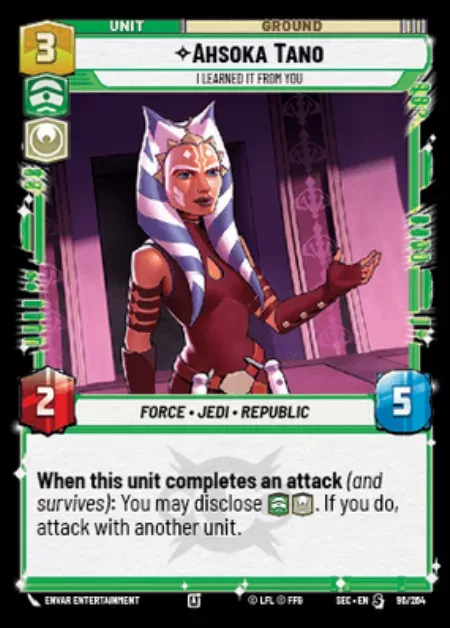 UNIT GROUND
3
AHSOKA TANO
I LEARNED IT FROM YOU
2
FORCE • JEDI • REPUBLIC
5
When this unit completes an attack (and
survives): You may disclose . If you do,
attack with another unit.
ENVAR ENTERTAINMENT © LFL © FFG SEC • EN